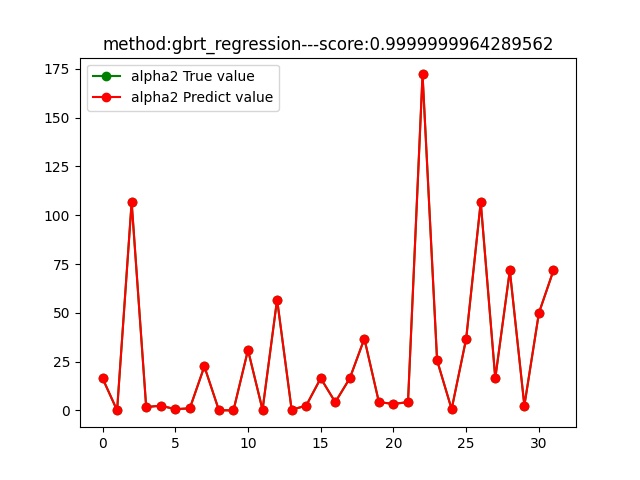 method:gbrt_regression---score:0.9999999964289562
alpha2 True value
alpha2 Predict value
175
150
125
100
75
50
25
0
0 5 10 15 20 25 30